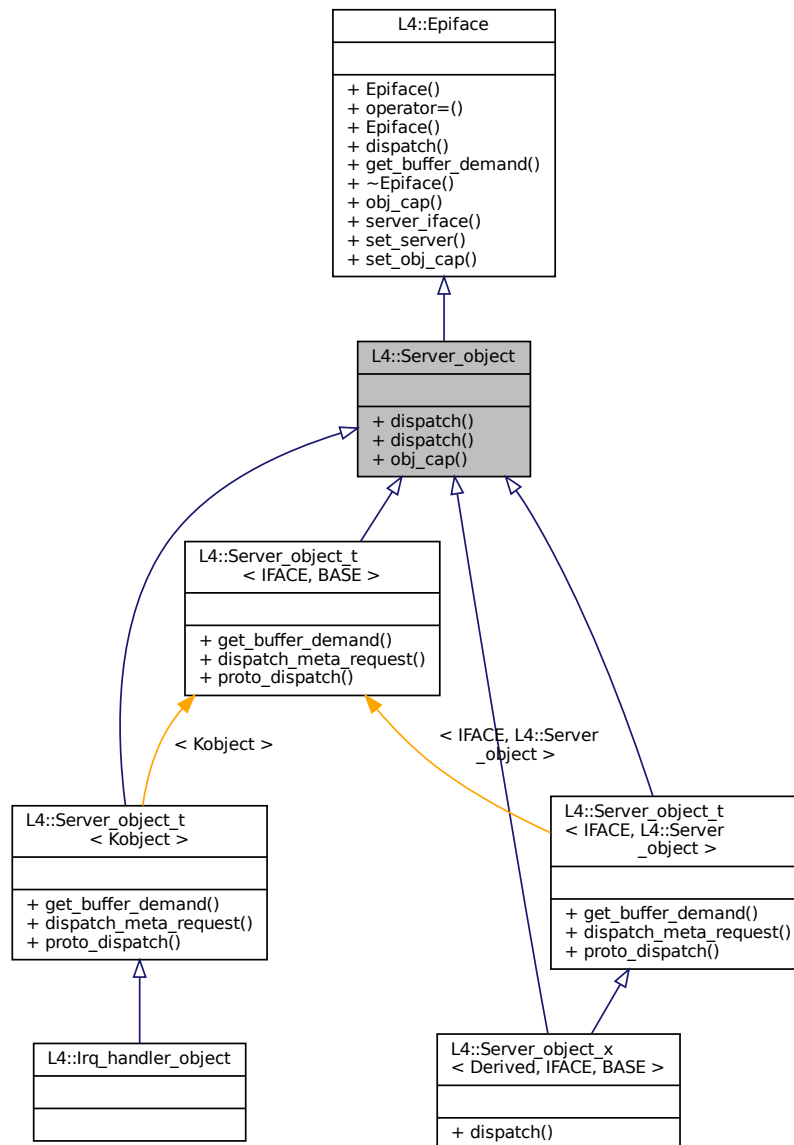 L4::Epiface
+ Epiface()
+ operator=()
+ Epiface()
+ dispatch()
+ get_buffer_demand()
+ ~Epiface()
+ obj_cap()
+ server_iface()
+ set_server()
+ set_obj_cap()
L4::Server_object
+ dispatch()
+ dispatch()
+ obj_cap()
L4::Server_object_t
< IFACE, BASE >
+ get_buffer_demand()
+ dispatch_meta_request()
+ proto_dispatch()
< Kobject >
< IFACE, L4::Server
_object >
L4::Server_object_t
< Kobject >
+ get_buffer_demand()
+ dispatch_meta_request()
+ proto_dispatch()
L4::Server_object_t
< IFACE, L4::Server
_object >
+ get_buffer_demand()
+ dispatch_meta_request()
+ proto_dispatch()
L4::Irq_handler_object
L4::Server_object_x
< Derived, IFACE, BASE >
+ dispatch()